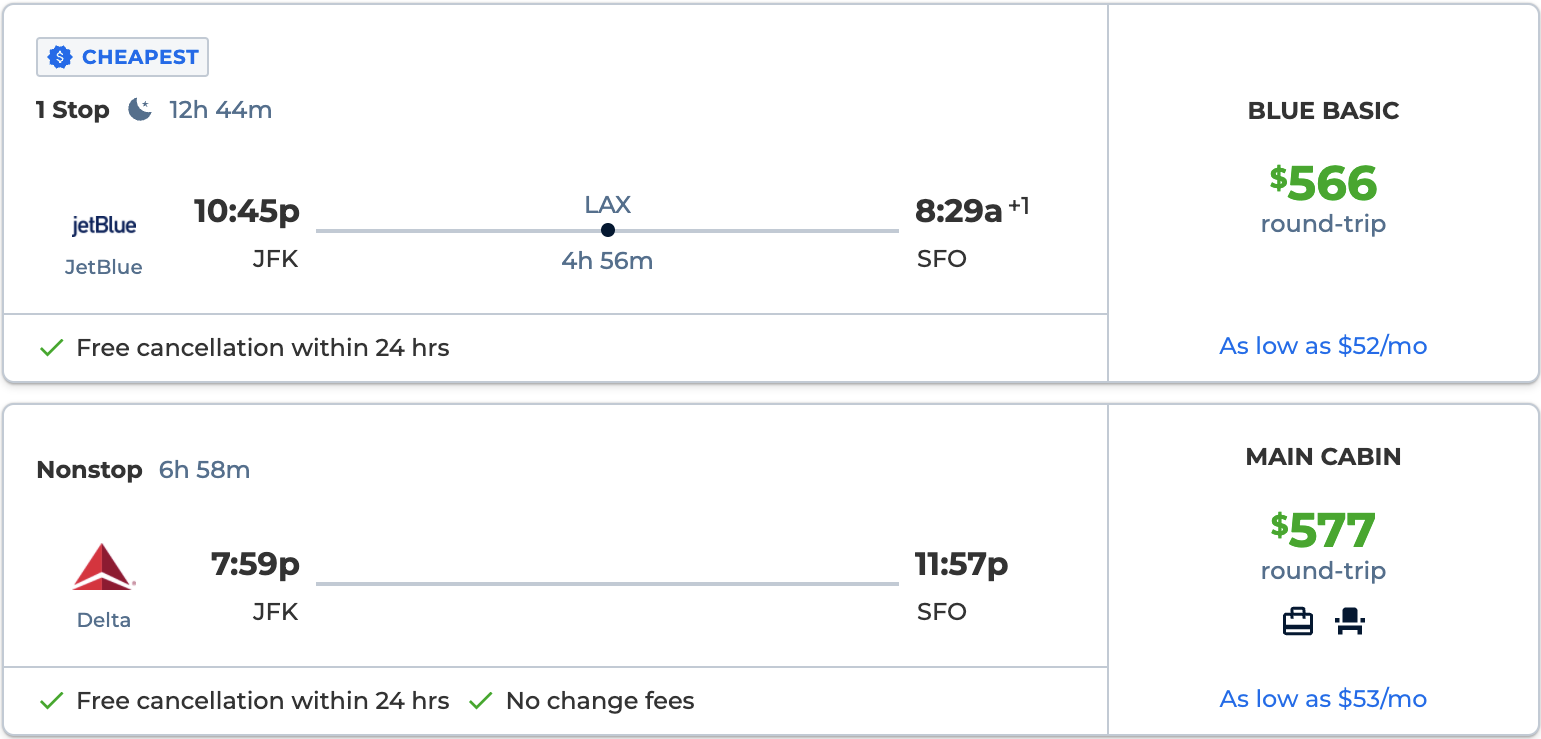 CHEAPEST
1 Stop 12h 44m
jetBlue
JetBlue
10:45p
JFK
LAX
4h 56m
8:29a +1
SFO
Free cancellation within 24 hrs
BLUE BASIC
$566
round-trip
As low as $52/mo
Nonstop 6h 58m
Delta
7:59p
JFK
11:57p
SFO
Free cancellation within 24 hrs No change fees
MAIN CABIN
$577
round-trip
As low as $53/mo